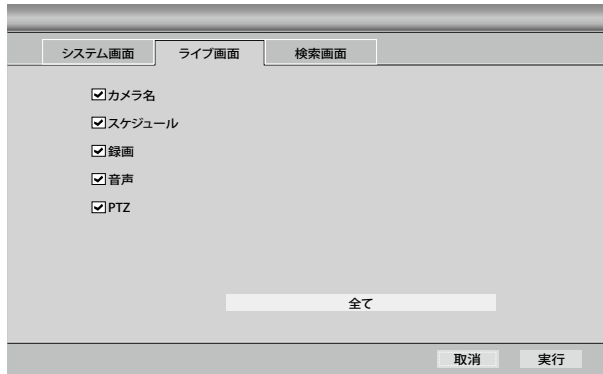 システム画面 ライブ画面 検索画面
カメラ名
スケジュール
録画
音声
PTZ
全て
取消 実行